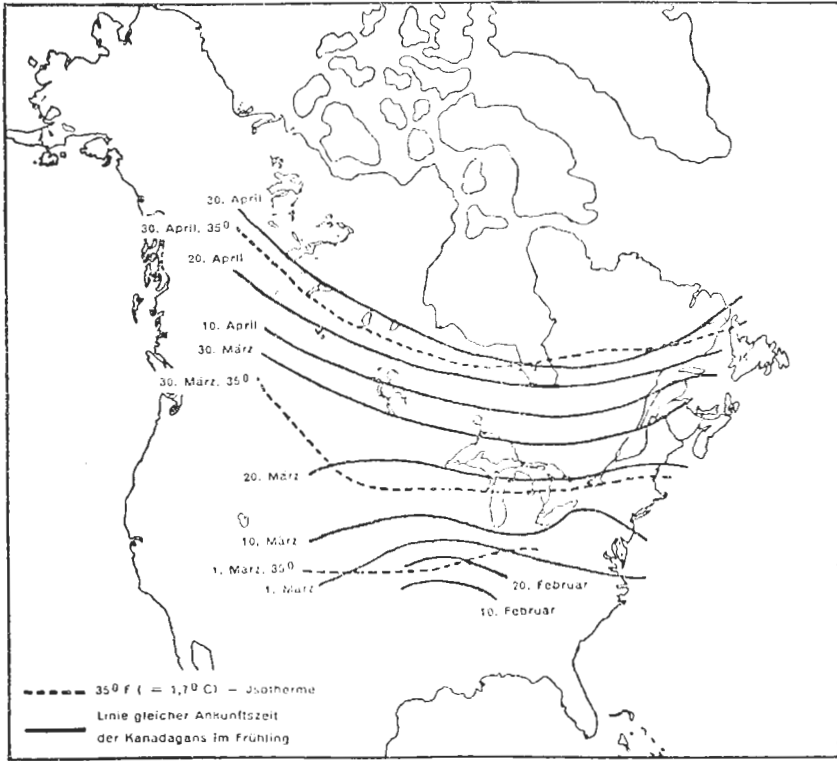 30. April
30. April, 35⁰
20. April
10. April
30. März
30. März, 35⁰
20. März
10. März
1. März, 35⁰
1. März
20. Februar
10. Februar
35⁰ F ( = 1,7⁰ C) – Jsotherme
Linie gleicher Ankunftszeit
der Kanadagans im Frühling